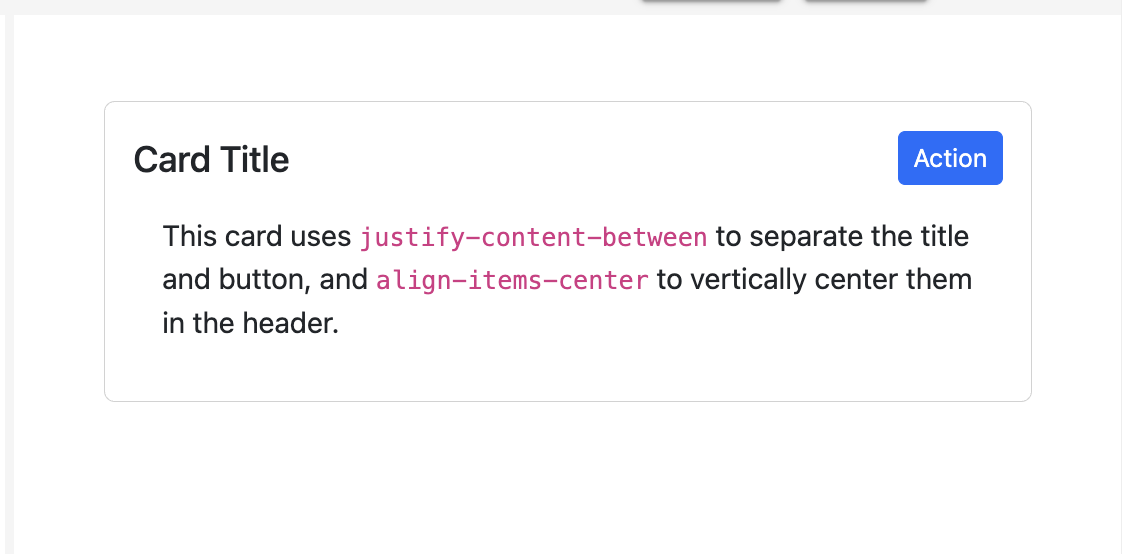 Card Title
Action
This card uses justify-content-between to separate the title
and button, and align-items-center to vertically center them
in the header.